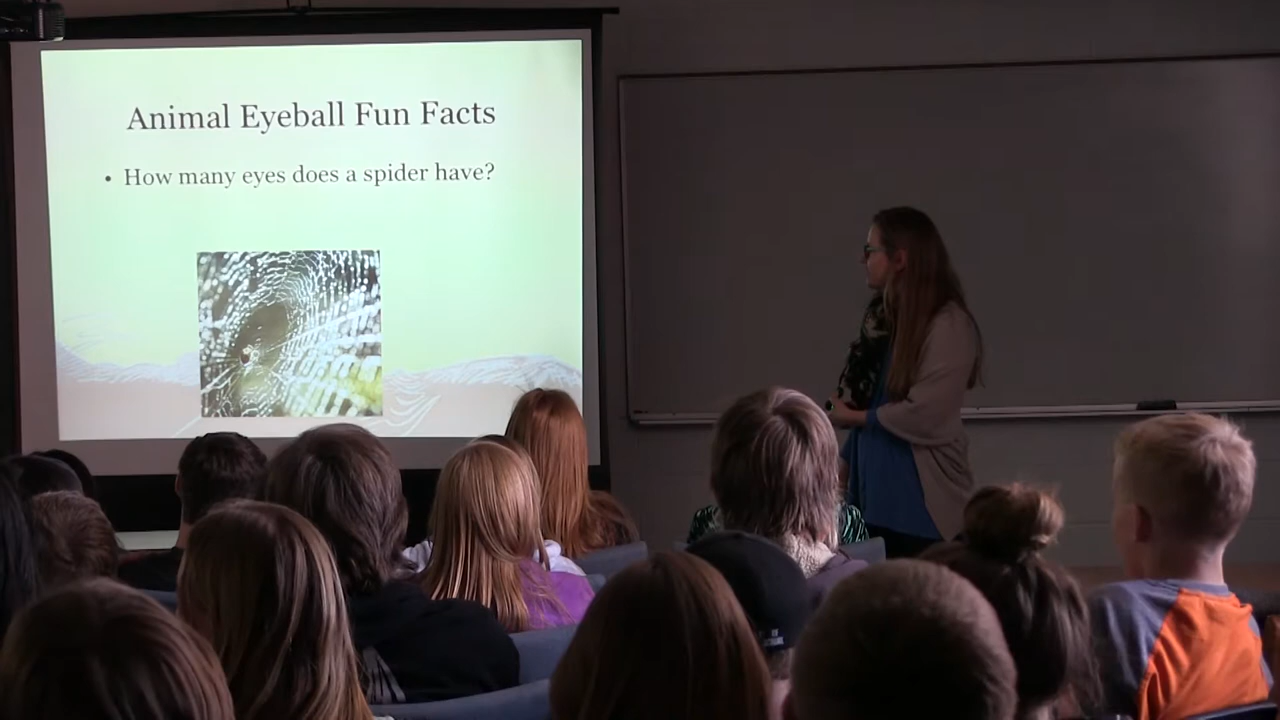 Animal Eyeball Fun Facts
• How many eyes does a spider have?